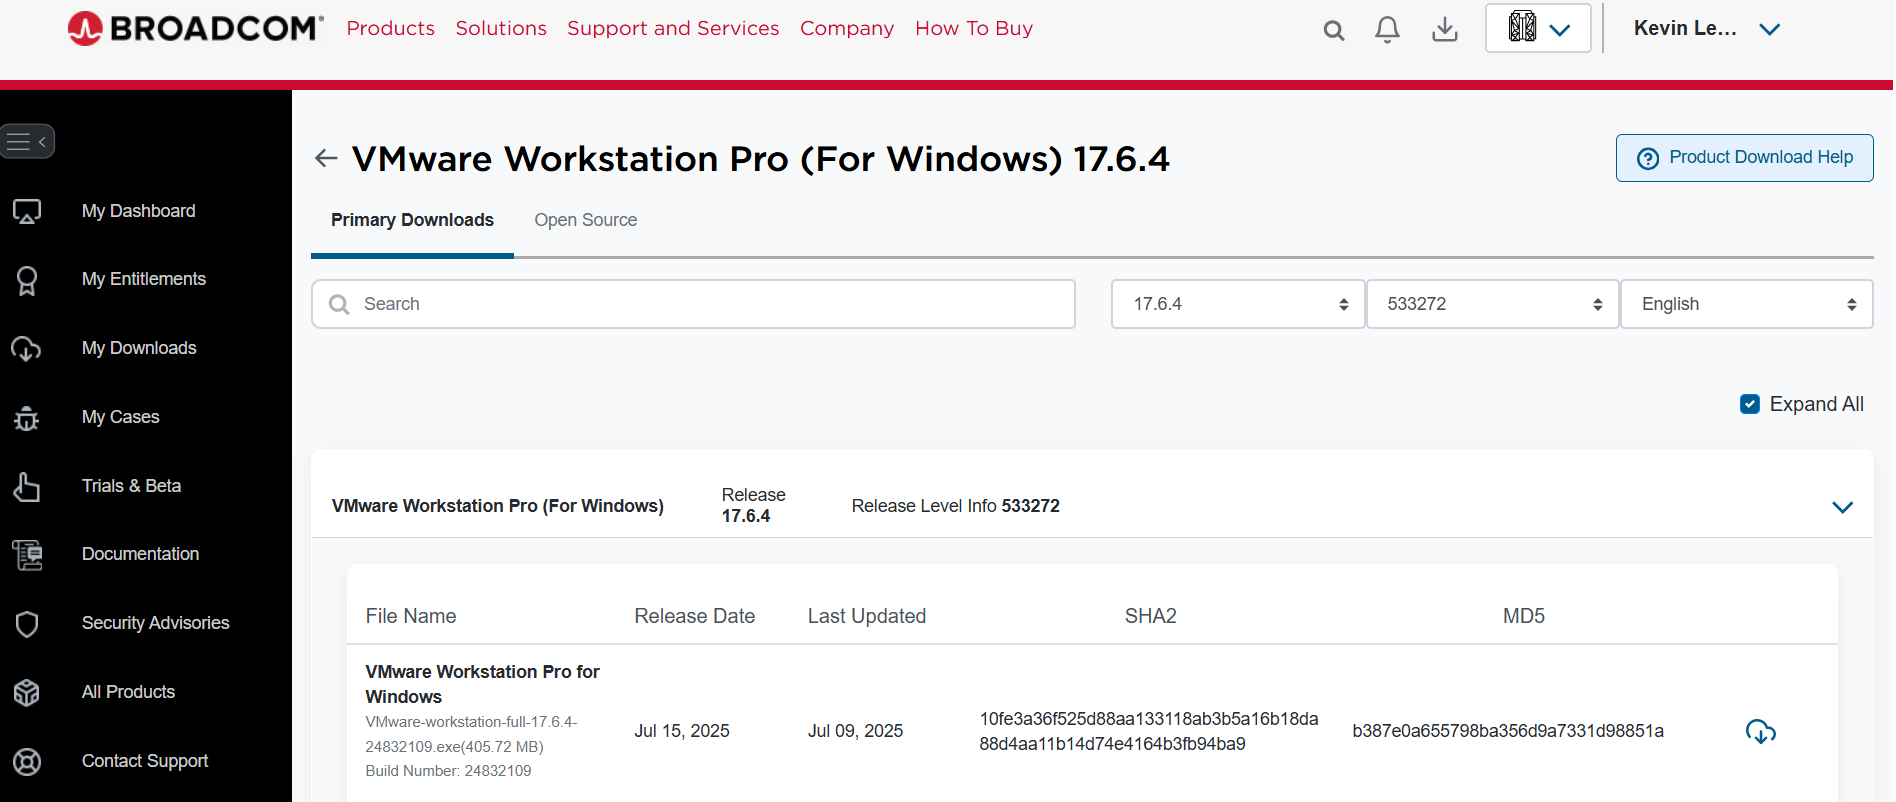 BROADCOM®
Products Solutions Support and Services Company How To Buy
Kevin Le...
My Dashboard
My Entitlements
My Downloads
My Cases
Trials & Beta
Documentation
Security Advisories
All Products
Contact Support
VMware Workstation Pro (For Windows) 17.6.4
Product Download Help
Primary Downloads Open Source
Search
17.6.4 533272 English
Expand All
VMware Workstation Pro (For Windows)
Release
17.6.4
Release Level Info 533272
File Name Release Date Last Updated SHA2 MD5
VMware Workstation Pro for
Windows
VMware-workstation-full-17.6.4-
24832109.exe(405.72 MB)
Build Number: 24832109
Jul 15, 2025
Jul 09, 2025
10fe3a36f525d88aa133118ab3b5a16b18da
88d4aa11b14d74e4164b3fb94ba9
b387e0a655798ba356d9a7331d98851a